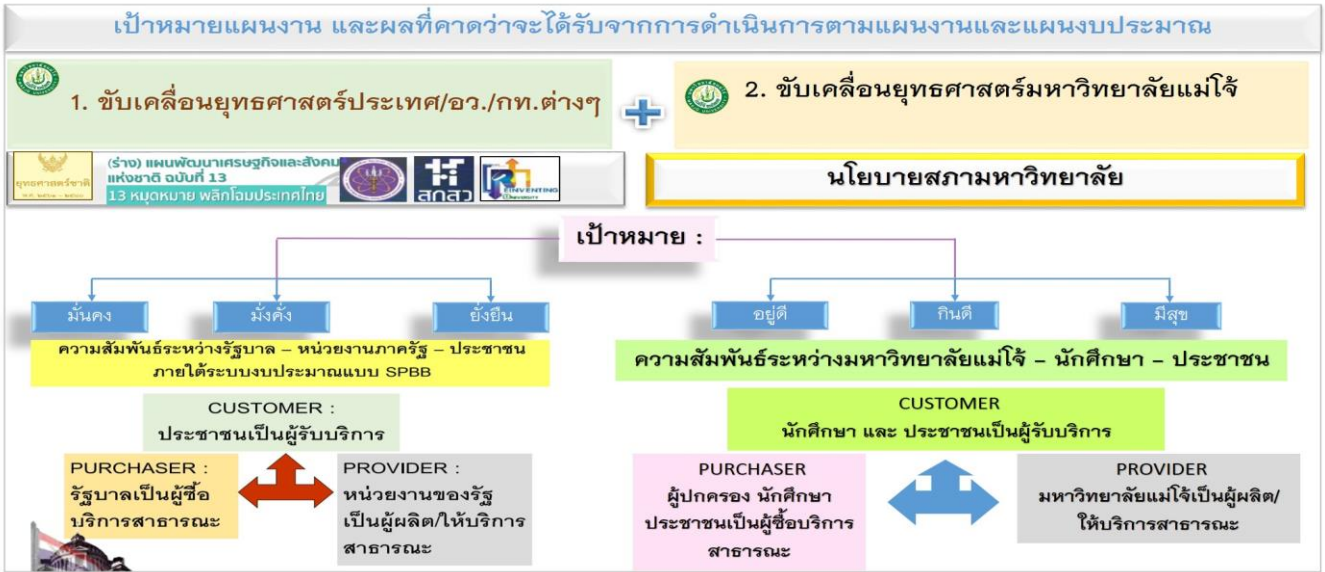 เป้าหมายแผนงาน และผลที่คาดว่าจะได้รับจากการดำเนินการตามแผนงานและแผนงบประมาณ
1. ขับเคลื่อนยุทธศาสตร์ประเทศ/อว./กท.ต่างๆ
2. ขับเคลื่อนยุทธศาสตร์มหาวิทยาลัยแม่โจ้
ยุทธศาสตร์ชาติ
(ร่าง) แผนพัฒนาเศรษฐกิจและสังคม
แห่งชาติ ฉบับที่ 13
13 หมุดหมาย พลิกโฉมประเทศไทย
สกสว
REINVENTING
University
นโยบายสภามหาวิทยาลัย
เป้าหมาย :
มั่นคง
มั่งคั่ง
ยั่งยืน
อยู่ดี
กินดี
มีสุข
ความสัมพันธ์ระหว่างรัฐบาล – หน่วยงานภาครัฐ – ประชาชน
ภายใต้ระบบงบประมาณแบบ SPBB
CUSTOMER :
ประชาชนเป็นผู้รับบริการ
PURCHASER :
รัฐบาลเป็นผู้ซื้อ
บริการสาธารณะ
PROVIDER :
หน่วยงานของรัฐ
เป็นผู้ผลิต/ให้บริการ
สาธารณะ
ความสัมพันธ์ระหว่างมหาวิทยาลัยแม่โจ้ – นักศึกษา – ประชาชน
CUSTOMER
นักศึกษา และ ประชาชนเป็นผู้รับบริการ
PURCHASER
ผู้ปกครอง นักศึกษา
ประชาชนเป็นผู้ซื้อบริการ
สาธารณะ
PROVIDER
มหาวิทยาลัยแม่โจ้เป็นผู้ผลิต/
ให้บริการสาธารณะ